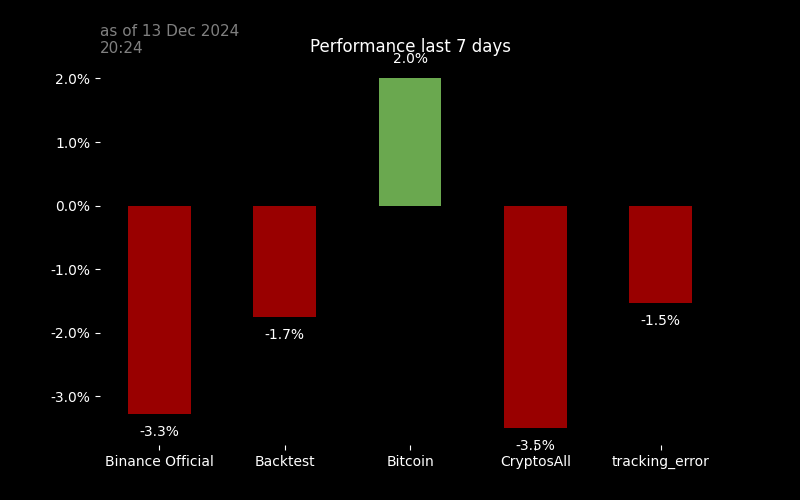 as of 13 Dec 2024
20:24
Performance last 7 days
2.0%
2.0%
1.0%
0.0%
-1.0%
-2.0%
-3.0%
-3.3%
-1.7%
-3.5%
-1.5%
Binance Official
Backtest
Bitcoin
CryptosAll
tracking_error